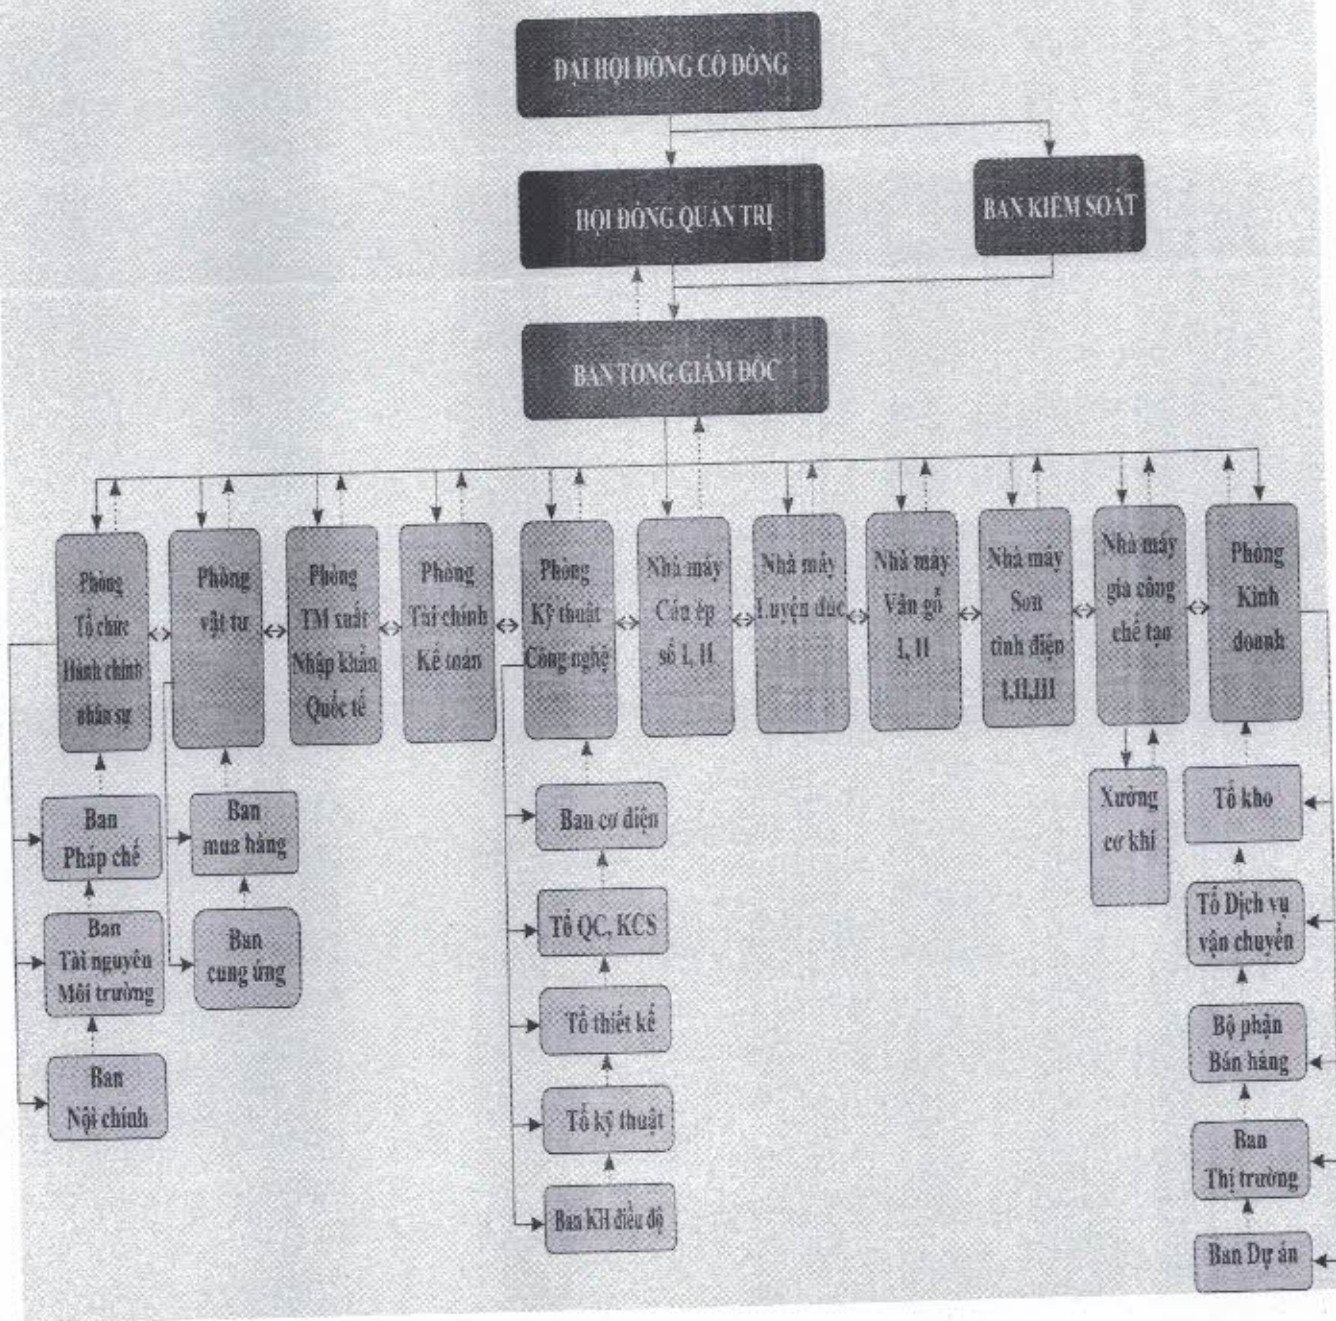 ĐẠI HỘI ĐỒNG CỔ ĐÔNG
HỘI ĐỒNG QUẢN TRỊ
BAN KIỂM SOÁT
BAN TỔNG GIÁM ĐỐC
Phòng
Tổ chức
Hành chính
nhân sự
Phòng
vật tư
Phòng
TM xuất
Nhập khẩu
Quốc tế
Phòng
Tài chính
Kế toán
Phòng
Kỹ thuật
Công nghệ
Nhà máy
Cán ép
số I, II
Nhà máy
Luyện đúc
Nhà máy
Vân gỗ
I, II
Nhà máy
Sơn
tĩnh điện
I,II,III
Nhà máy
gia công
chế tạo
Phòng
Kinh
doanh
Ban
Pháp chế
Ban
Tài nguyên
Môi trường
Ban
Nội chính
Ban
mua hàng
Ban
cung ứng
Ban cơ điện
Tổ QC, KCS
Tổ thiết kế
Tổ kỹ thuật
Ban KH điều độ
Xưởng
cơ khí
Tổ kho
Tổ Dịch vụ
vận chuyển
Bộ phận
Bán hàng
Ban
Thị trường
Ban Dự án